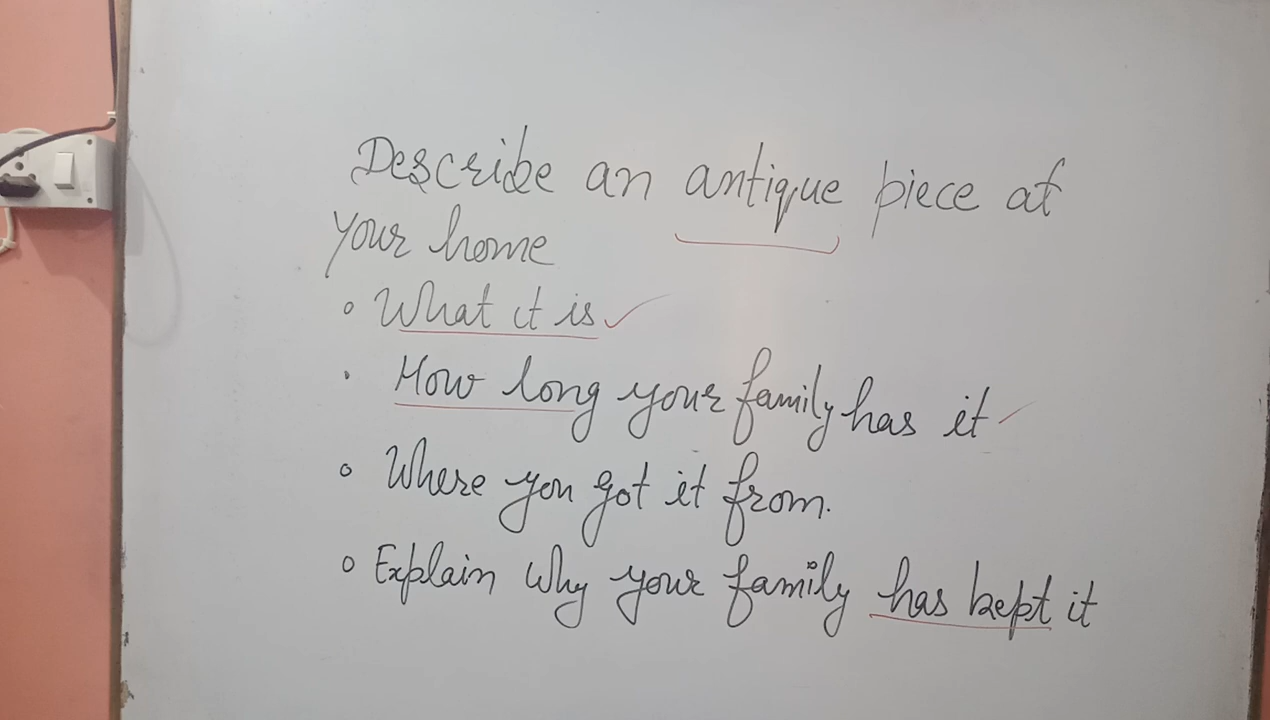 Describe an antique piece at
your home
• What it is ✓
• How long your family has it
• Where you got it from.
• Explain why your family has kept it